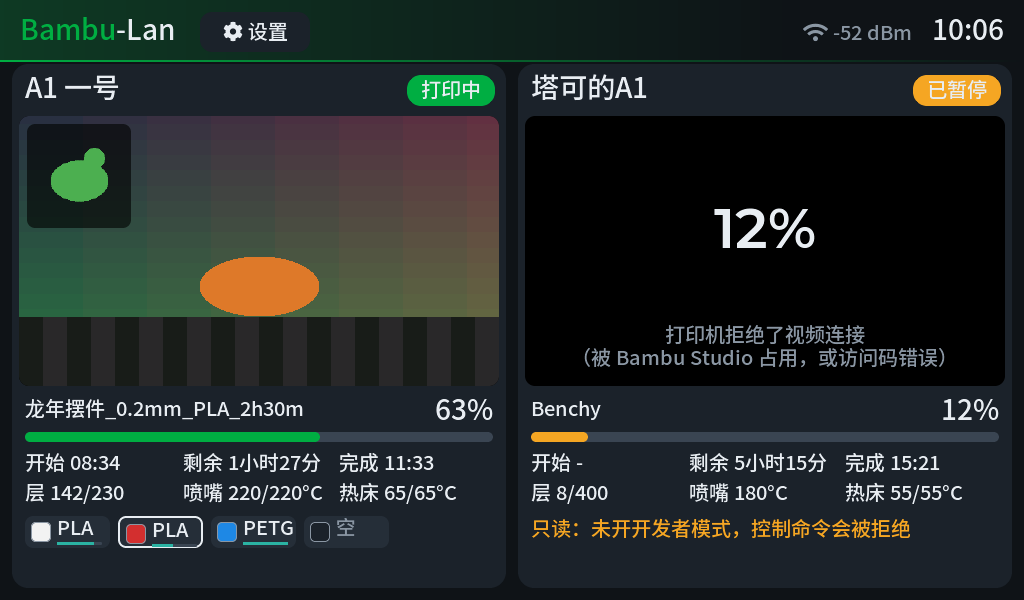 Bambu-Lan
设置
-52 dBm
10:06
A1 一号
打印中
龙年摆件_0.2mm_PLA_2h30m
63%
开始 08:34
剩余 1小时27分
完成 11:33
层 142/230
喷嘴 220/220°C
热床 65/65°C
PLA
PLA
PETG
空
塔可的A1
已暂停
12%
打印机拒绝了视频连接
（被 Bambu Studio 占用，或访问码错误）
Benchy
12%
开始 -
剩余 5小时15分
完成 15:21
层 8/400
喷嘴 180°C
热床 55/55°C
只读：未开开发者模式，控制命令会被拒绝